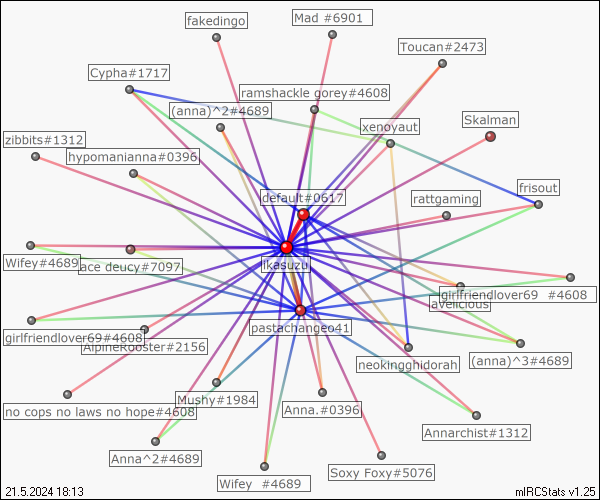 fakedingo
Mad #6901
Toucan#2473
Cypha#1717
ramshackle gorey#4608
(anna)^2#4689
Skalman
xenoyaut
zibbits#1312
hypomanianna#0396
frisout
default#0617
rattgaming
Wifey#4689
ace deucy#7097
ikasuzu
girlfriendlover69 #4608
avelicious
pastachangeo41
girlfriendlover69#4608
AlpineRooster#2156
neokingghidorah
(anna)^3#4689
no cops no laws no hope#4608
Mushy#1984
Anna.#0396
Annarchist#1312
Anna^2#4689
Soxy Foxy#5076
Wifey #4689
21.5.2024 18:13
mIRCStats v1.25